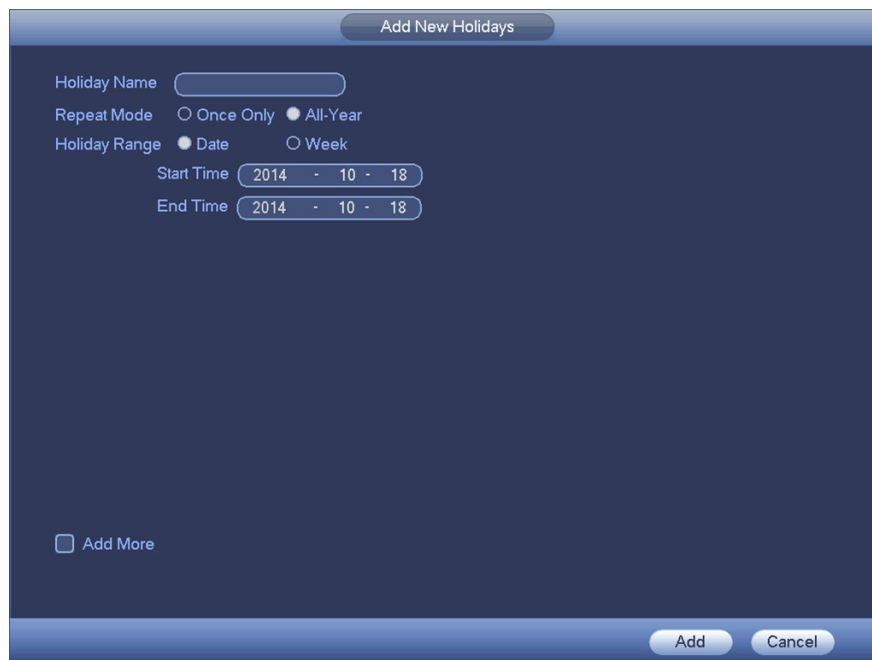 Add New Holidays
Holiday Name
Repeat Mode Once Only All-Year
Holiday Range Date Week
Start Time 2014 - 10 - 18
End Time 2014 - 10 - 18
Add More
Add Cancel